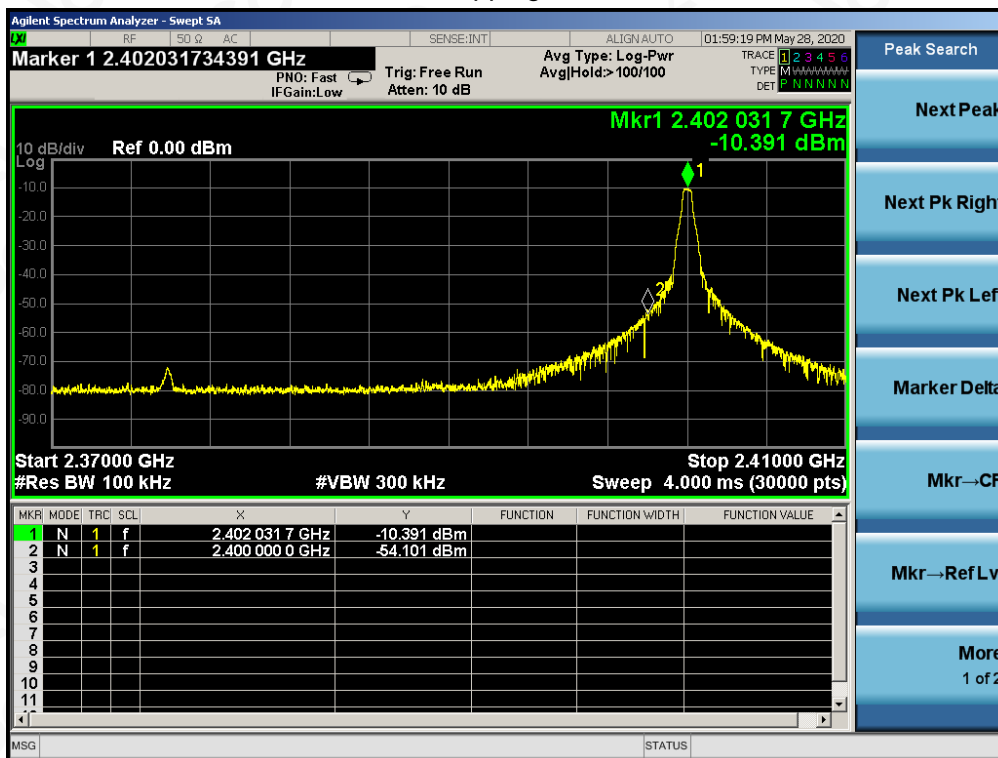 Agilent Spectrum Analyzer - Swept SA
LXI RF 50 Ω AC SENSE:INT ALIGN AUTO 01:59:19 PM May 28, 2020
Marker 1 2.402031734391 GHz
PNO: Fast
IFGain:Low
Trig: Free Run
Atten: 10 dB
Avg Type: Log-Pwr
Avg|Hold:> 100/100
TRACE 1 2 3 4 5 6
TYPE M
DET P N N N N N
Mkr1 2.402 031 7 GHz
-10.391 dBm
10 dB/div Ref 0.00 dBm
Log
1
-10.0
-20.0
-30.0
-40.0
2
-50.0
-60.0
-70.0
-80.0
-90.0
Start 2.37000 GHz Stop 2.41000 GHz
#Res BW 100 kHz #VBW 300 kHz Sweep 4.000 ms (30000 pts)
MKR MODE TRC SCL X Y FUNCTION FUNCTION WIDTH FUNCTION VALUE
1 N 1 f 2.402 031 7 GHz -10.391 dBm
2 N 1 f 2.400 000 0 GHz -54.101 dBm
3
4
5
6
7
8
9
10
11
MSG STATUS
Peak Search
Next Peak
Next Pk Right
Next Pk Lef
Marker Delta
Mkr→CF
Mkr→Ref Lv
More
1 of 2